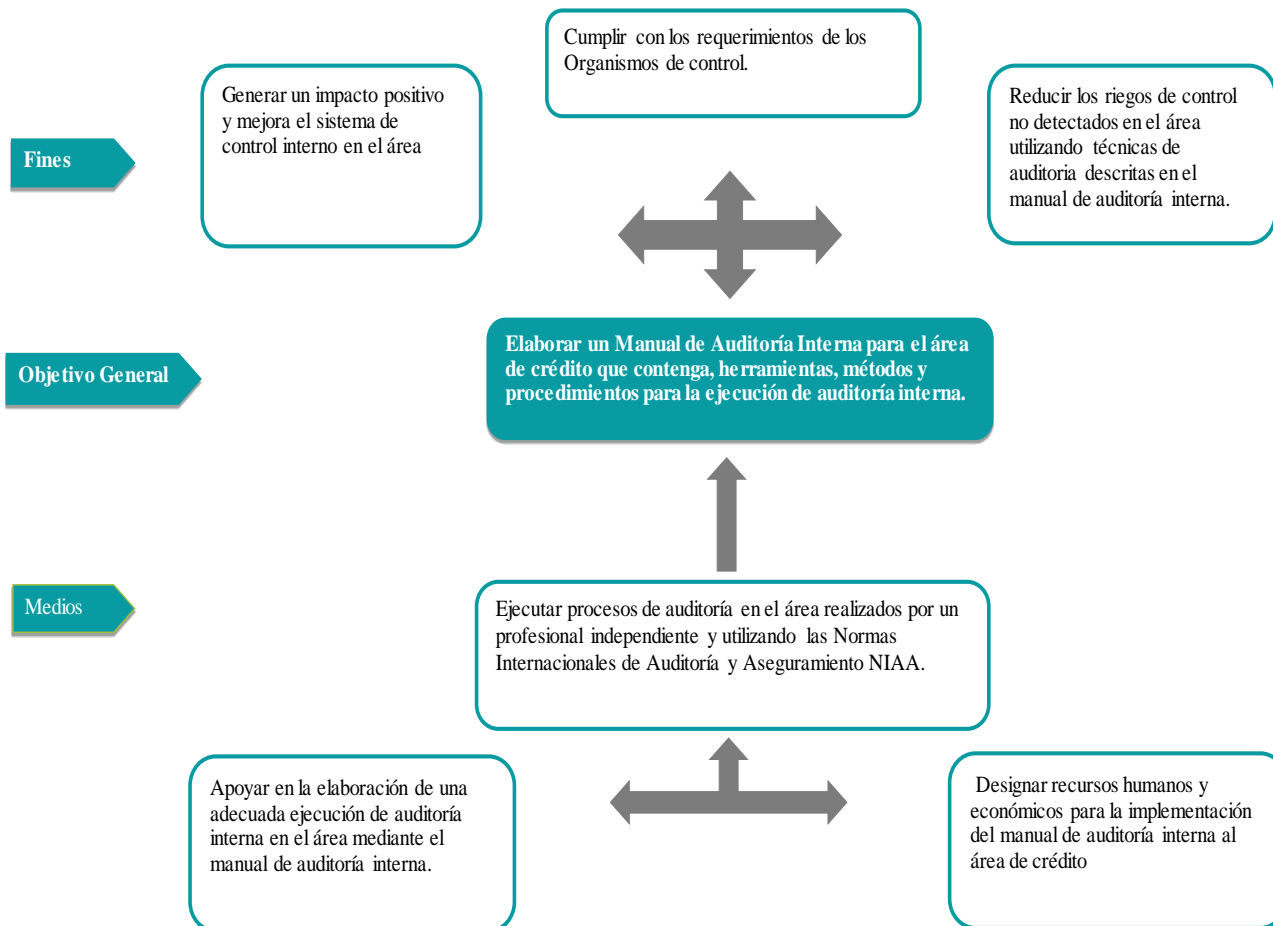 Cumplir con los requerimientos de los
Organismos de control.
Generar un impacto positivo
y mejora el sistema de
control interno en el área
Reducir los riegos de control
no detectados en el área
utilizando técnicas de
auditoria descritas en el
manual de auditoría interna.
Fines
Elaborar un Manual de Auditoría Interna para el área
de crédito que contenga, herramientas, métodos y
procedimientos para la ejecución de auditoría interna.
Objetivo General
Medios
Ejecutar procesos de auditoría en el área realizados por un
profesional independiente y utilizando las Normas
Internacionales de Auditoría y Aseguramiento NIAA.
Apoyar en la elaboración de una
adecuada ejecución de auditoría
interna en el área mediante el
manual de auditoría interna.
Designar recursos humanos y
económicos para la implementación
del manual de auditoría interna al
área de crédito